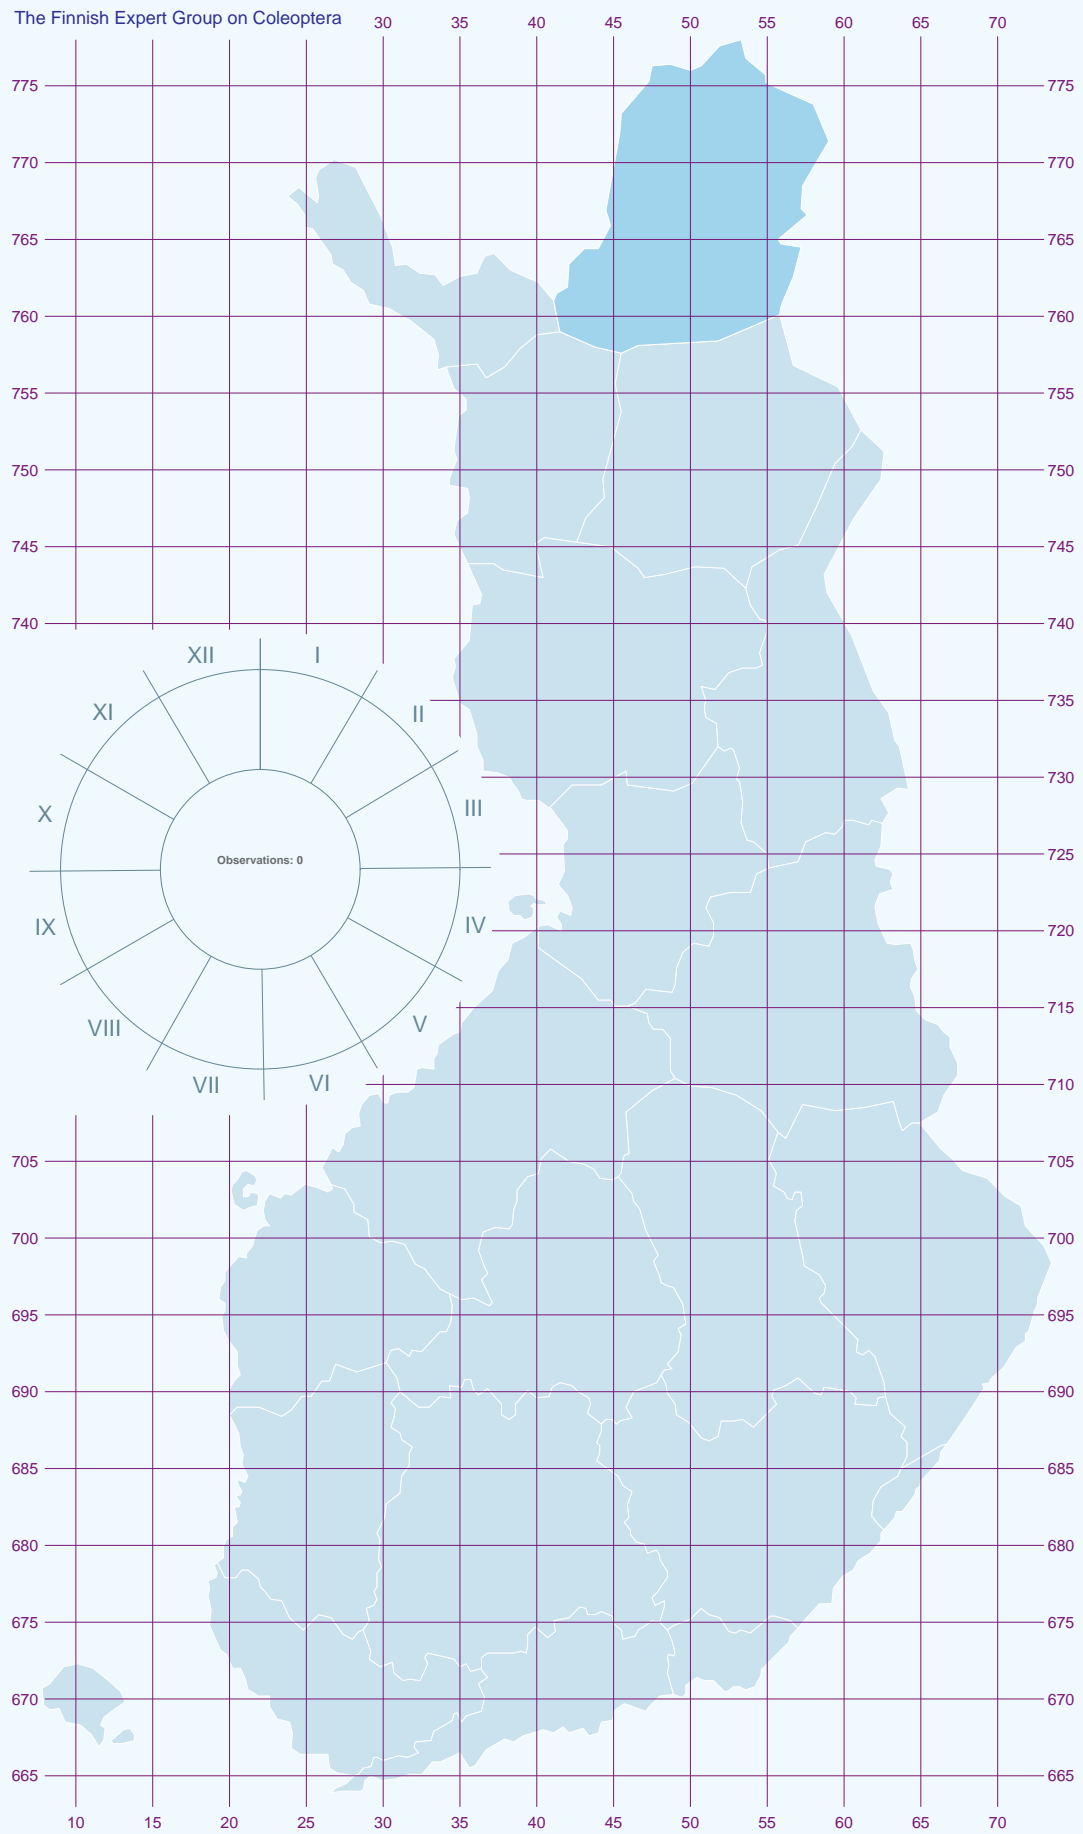 The Finnish Expert Group on Coleoptera
30 35 40 45 50 55 60 65 70
775 775
770 770
765 765
760 760
755 755
750 750
745 745
740 740
XII I
XI II
735
730
X III
Observations: 0
725
IX IV
720
715
VIII V
VII VI
710
705 705
700 700
695 695
690 690
685 685
680 680
675 675
670 670
665 665
10 15 20 25 30 35 40 45 50 55 60 65 70